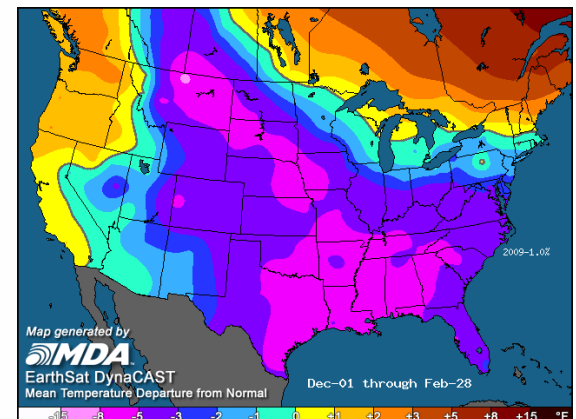 2009-1.0%
Map generated by
MDA
EarthSat DynaCAST
Mean Temperature Departure from Normal
Dec-01 through Feb-28
-15 -8 -5 -3 -2 -1 0 +1 +2 +3 +5 +8 +15 °F